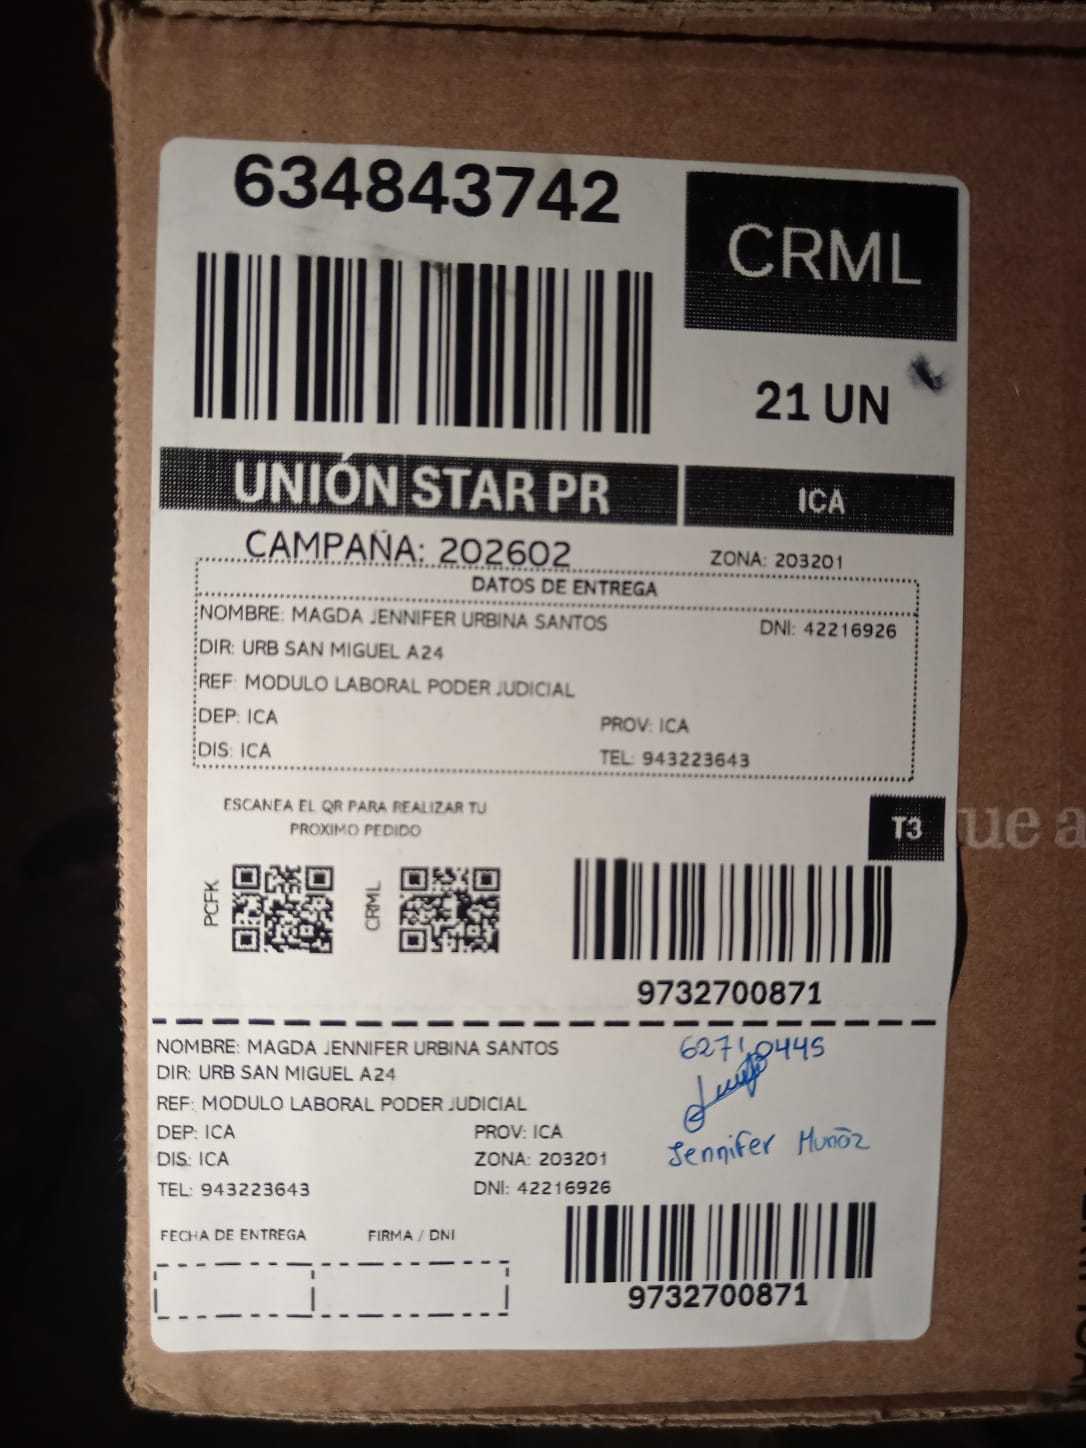 634843742
CRML
21 UN
UNIÓN STAR PR
ICA
CAMPAÑA: 202602
ZONA: 203201
DATOS DE ENTREGA
NOMBRE: MAGDA JENNIFER URBINA SANTOS
DNI: 42216926
DIR: URB SAN MIGUEL A24
REF: MODULO LABORAL PODER JUDICIAL
DEP: ICA
PROV: ICA
DIS: ICA
TEL: 943223643
ESCANEA EL QR PARA REALIZAR TU
PROXIMO PEDIDO
T3
ue a
PCFK
CRML
9732700871
NOMBRE: MAGDA JENNIFER URBINA SANTOS
DIR: URB SAN MIGUEL A24
REF: MODULO LABORAL PODER JUDICIAL
DEP: ICA
PROV: ICA
DIS: ICA
ZONA: 203201
TEL: 943223643
DNI: 42216926
62710445
Jennifer Muñoz
FECHA DE ENTREGA
FIRMA / DNI
9732700871